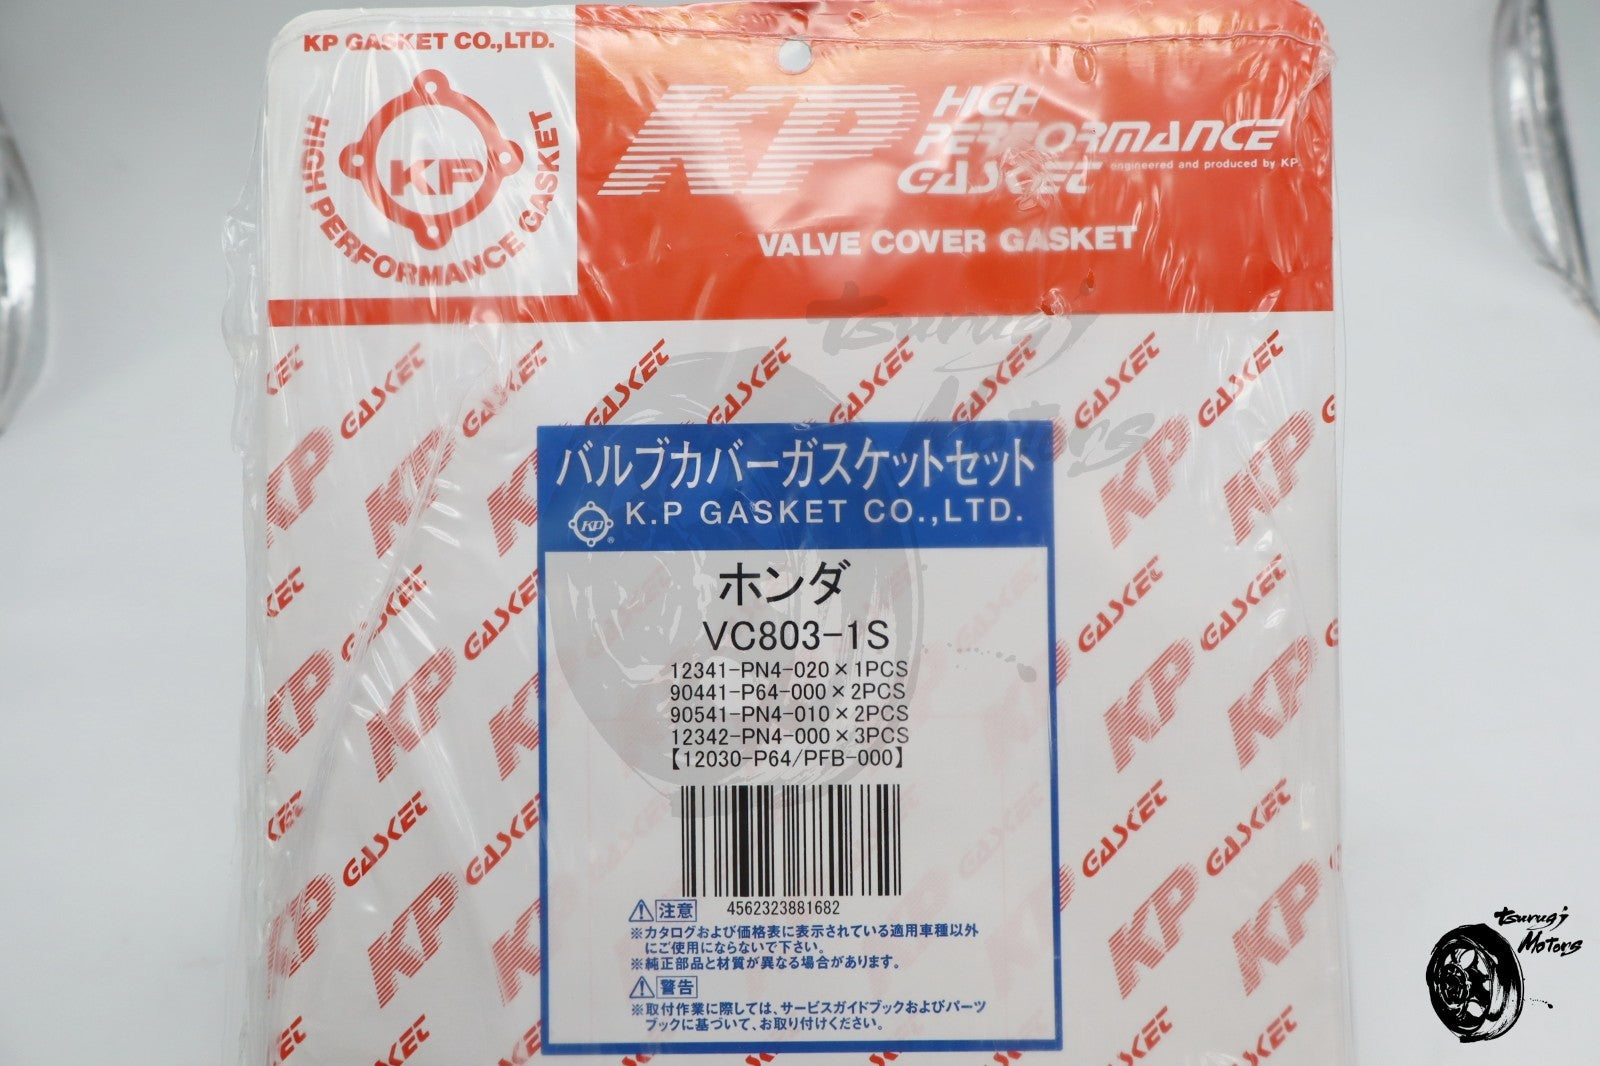 KP GASKET CO.,LTD.
KP
HIGH PERFORMANCE GASKET
KP HIGH
PERFORMANCE
GASKET engineered and produced by KP.
VALVE COVER GASKET
tsurugi
Motors
バルブカバーガスケットセット
KP ® K.P GASKET CO.,LTD.
ホンダ
VC803-1S
12341-PN4-020×1PCS
90441-P64-000×2PCS
90541-PN4-010×2PCS
12342-PN4-000×3PCS
【12030-P64/PFB-000】
4562323881682
注意
※カタログおよび価格表に表示されている適用車種以外
にご使用にならないで下さい。
※純正部品と材質が異なる場合があります。
警告
※取付作業に際しては、サービスガイドブックおよびパーツ
ブックに基づいて、お取り付けください。
KP GASKET
tsurugi
Motors